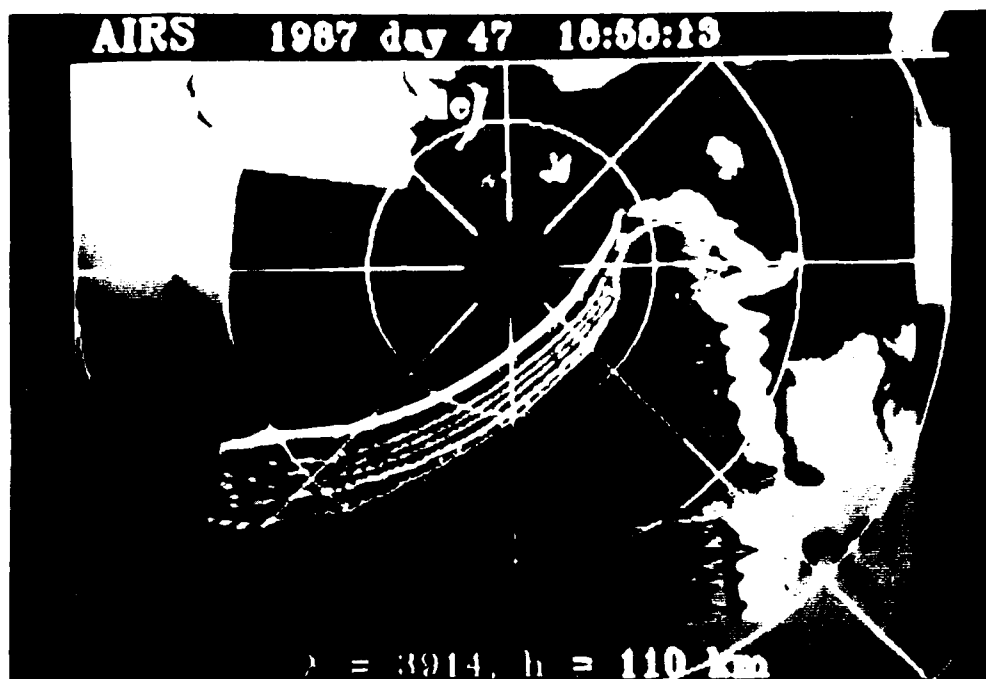 AIRS 1987 day 47 18:58:13
λ = 3914, h = 110 km